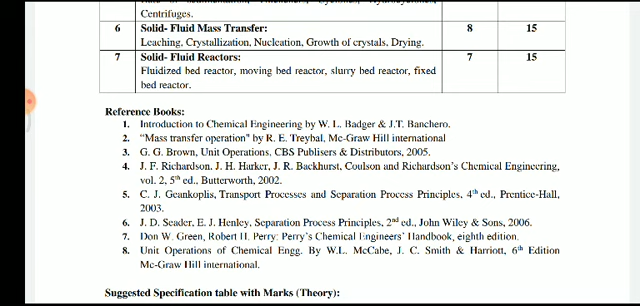 Centrifuges.
6 Solid- Fluid Mass Transfer: 8 15
Leaching, Crystallization, Nucleation, Growth of crystals, Drying.
7 Solid- Fluid Reactors: 7 15
Fluidized bed reactor, moving bed reactor, slurry bed reactor, fixed
bed reactor.
Reference Books:
1. Introduction to Chemical Engineering by W. L. Badger & J.T. Banchero.
2. "Mass transfer operation" by R. E. Treybal, Mc-Graw Hill international
3. G. G. Brown, Unit Operations, CBS Publisers & Distributors, 2005.
4. J. F. Richardson, J. H. Harker, J. R. Backhurst, Coulson and Richardson's Chemical Engineering,
vol. 2, 5th ed., Butterworth, 2002.
5. C. J. Geankoplis, Transport Processes and Separation Process Principles, 4th ed., Prentice-Hall,
2003.
6. J. D. Seader, E. J. Henley, Separation Process Principles, 2nd ed., John Wiley & Sons, 2006.
7. Don W. Green, Robert H. Perry: Perry's Chemical Engineers' Handbook, eighth edition.
8. Unit Operations of Chemical Engg. By W.L. McCabe, J. C. Smith & Harriott, 6th Edition
Mc-Graw Hill international.
Suggested Specification table with Marks (Theory):